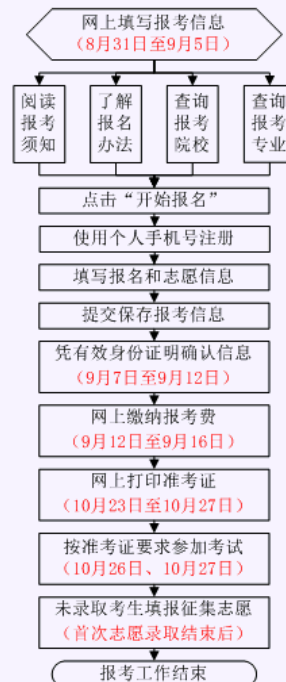 网上填写报考信息
（8月31日至9月5日）
阅读
报考
须知
了解
报名
办法
查询
报考
院校
查询
报考
专业
点击“开始报名”
使用个人手机号注册
填写报名和志愿信息
提交保存报考信息
凭有效身份证明确认信息
（9月7日至9月12日）
网上缴纳报考费
（9月12日至9月16日）
网上打印准考证
（10月23日至10月27日）
按准考证要求参加考试
（10月26日、10月27日）
未录取考生填报征集志愿
（首次志愿录取结束后）
报考工作结束